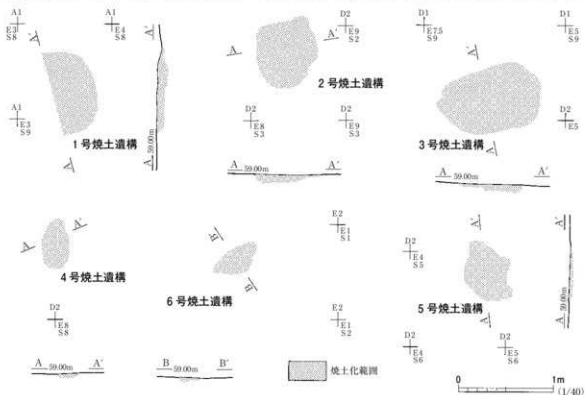 A1
E3
S8
A1
E4
S8
A'
A
A1
E3
S9
A'
A 59.00m
1号焼土遺構
A
A'
D2
E9
S2
D2
E8
S3
D2
E9
S3
2号焼土遺構
A 59.00m A'
D1
E7.5
S9
D1
E5
S9
A'
A
D2
E5
3号焼土遺構
A 59.00m A'
A
A'
4号焼土遺構
D2
E8
S8
A 59.00m A'
B'
B
6号焼土遺構
E2
E1
S1
E2
E1
S2
B 59.00m B'
焼土化範囲
D2
E4
S5
A'
A
5号焼土遺構
D2
E4
S6
D2
E5
S6
A'
A 59.00m
0 1m
(1/40)